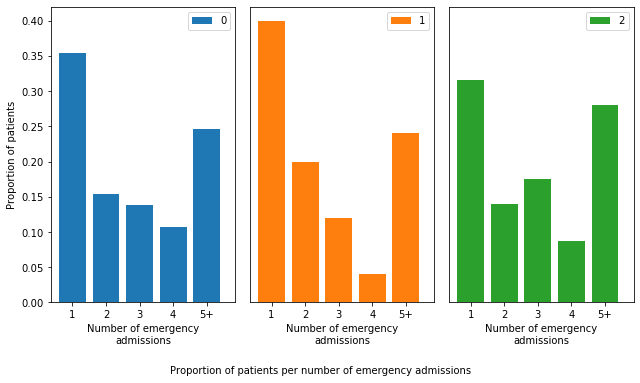 0
1
2
Proportion of patients
0.40
0.35
0.30
0.25
0.20
0.15
0.10
0.05
0.00
1 2 3 4 5+
Number of emergency
admissions
1 2 3 4 5+
Number of emergency
admissions
1 2 3 4 5+
Number of emergency
admissions
Proportion of patients per number of emergency admissions